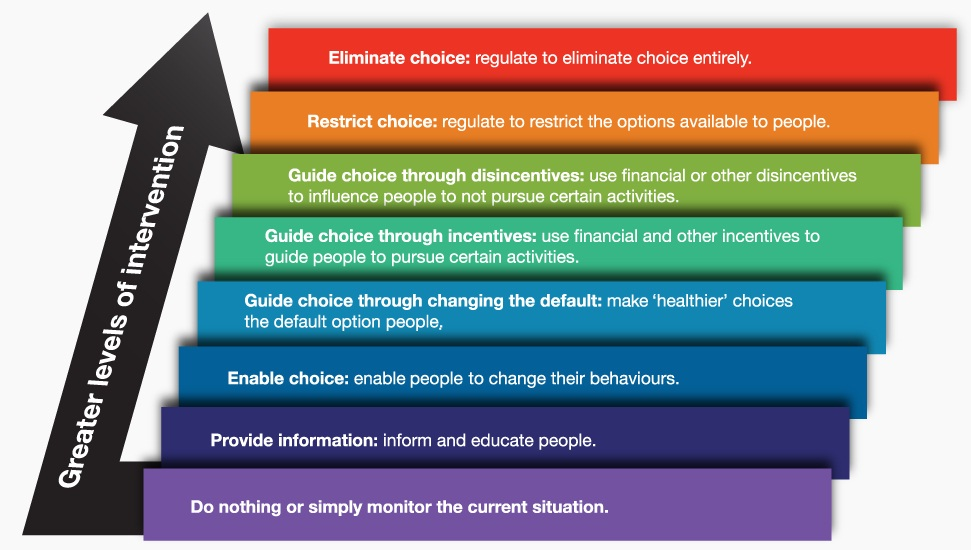 Eliminate choice: regulate to eliminate choice entirely.
Restrict choice: regulate to restrict the options available to people.
Guide choice through disincentives: use financial or other disincentives
to influence people to not pursue certain activities.
Guide choice through incentives: use financial and other incentives to
guide people to pursue certain activities.
Guide choice through changing the default: make ‘healthier’ choices
the default option people,
Enable choice: enable people to change their behaviours.
Provide information: inform and educate people.
Do nothing or simply monitor the current situation.
Greater levels of intervention